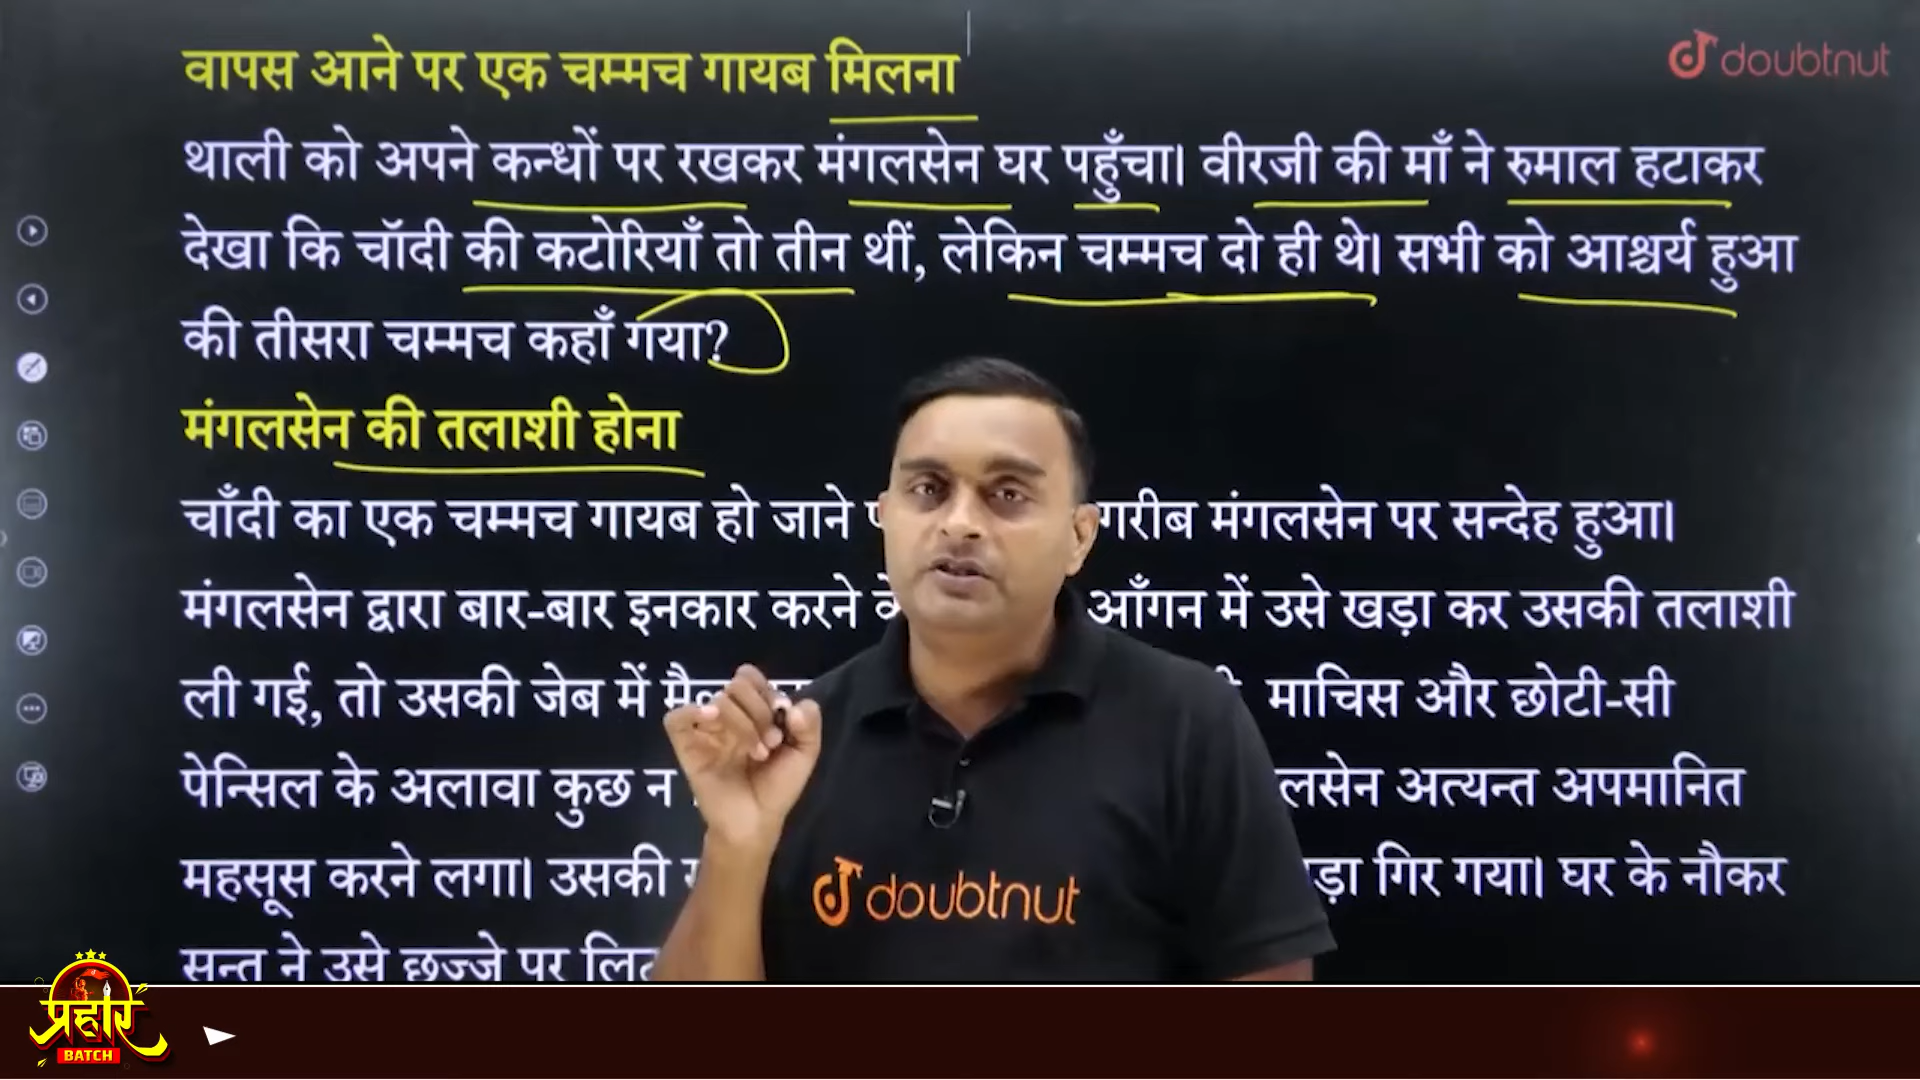 वापस आने पर एक चम्मच गायब मिलना
doubtnut
थाली को अपने कन्धों पर रखकर मंगलसेन घर पहुँचा। वीरजी की माँ ने रुमाल हटाकर
देखा कि चॉदी की कटोरियाँ तो तीन थीं, लेकिन चम्मच दो ही थे। सभी को आश्चर्य हुआ
की तीसरा चम्मच कहाँ गया?
मंगलसेन की तलाशी होना
चाँदी का एक चम्मच गायब हो जाने गरीब मंगलसेन पर सन्देह हुआ।
मंगलसेन द्वारा बार-बार इनकार करने आँगन में उसे खड़ा कर उसकी तलाशी
ली गई, तो उसकी जेब में माचिस और छोटी-सी
पेन्सिल के अलावा कुछ न लसेन अत्यन्त अपमानित
महसूस करने लगा। उसकी ड़ा गिर गया। घर के नौकर
सन्त ने उसे छज्जे पर
doubtnut
प्रहार
BATCH